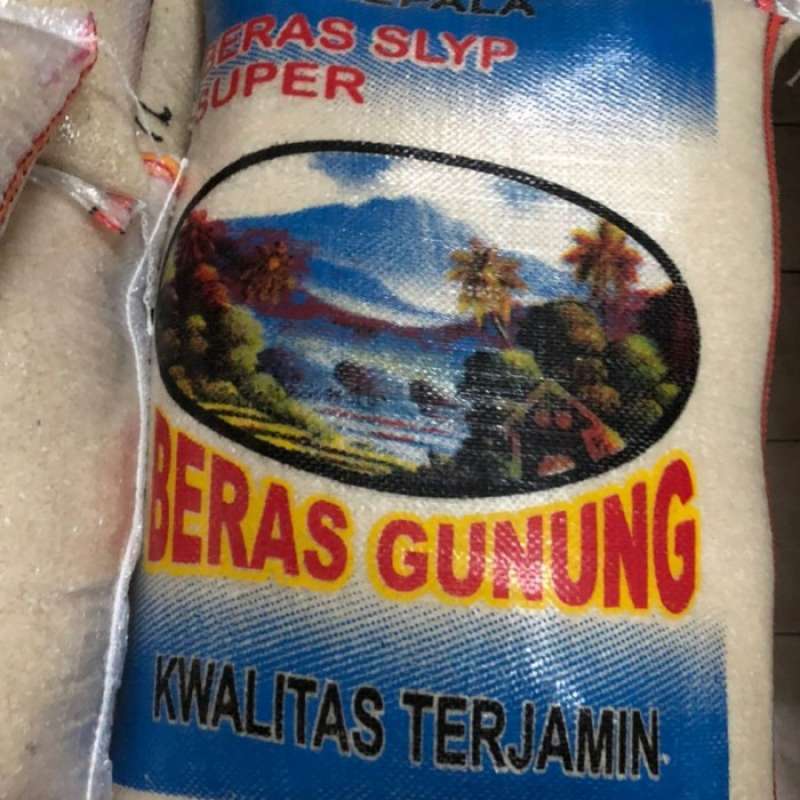 BERAS SLYP
SUPER
BERAS GUNUNG
KWALITAS TERJAMIN